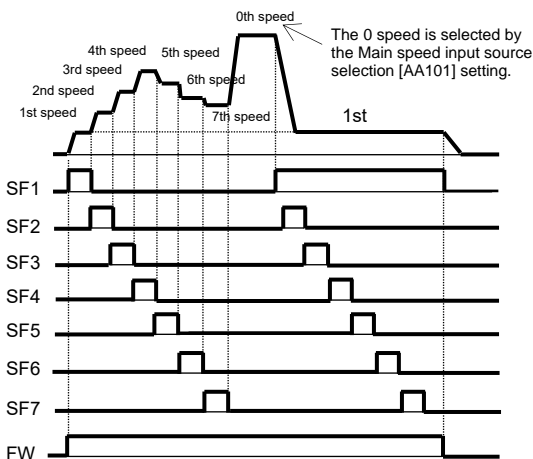 0th speed
The 0 speed is selected by
the Main speed input source
selection [AA101] setting.
4th speed
5th speed
3rd speed
6th speed
2nd speed
1st speed
7th speed
1st
SF1
SF2
SF3
SF4
SF5
SF6
SF7
FW